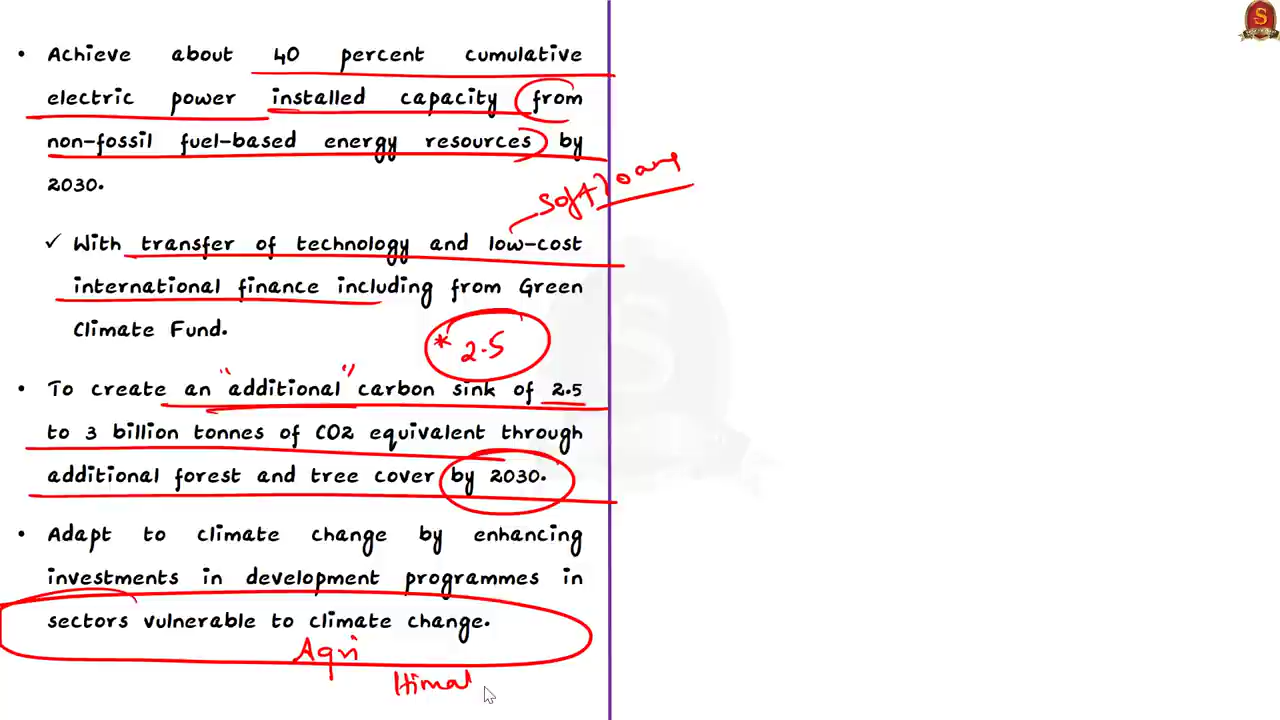 • Achieve about 40 percent cumulative
electric power installed capacity from
non-fossil fuel-based energy resources by
2030.
Soft loans
✓ With transfer of technology and low-cost
international finance including from Green
Climate Fund.
* 2.5
• To create an "additional" carbon sink of 2.5
to 3 billion tonnes of CO2 equivalent through
additional forest and tree cover by 2030.
• Adapt to climate change by enhancing
investments in development programmes in
sectors vulnerable to climate change.
Agri
Himal
S